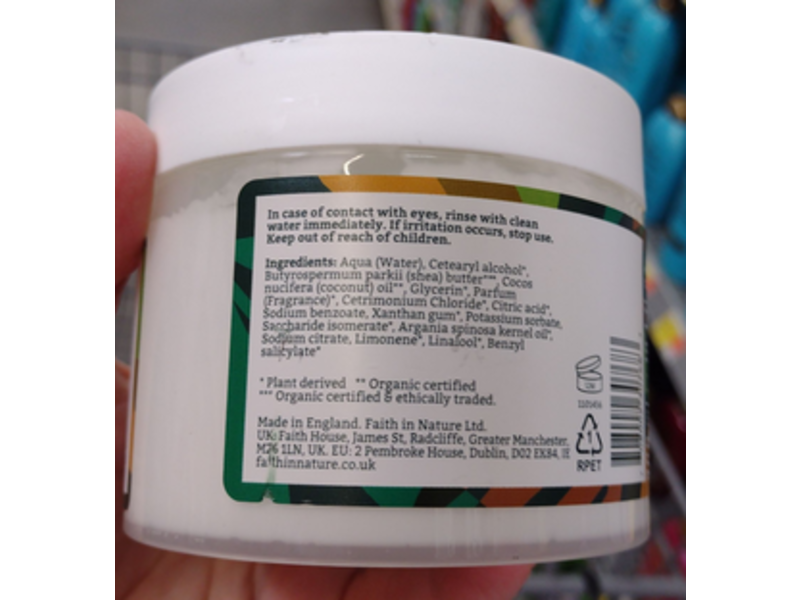 In case of contact with eyes, rinse with clean
water immediately. If irritation occurs, stop use.
Keep out of reach of children.
Ingredients: Aqua (Water), Cetearyl alcohol*,
Butyrospermum parkii (shea) butter***, Cocos
nucifera (coconut) oil**, Glycerin*, Parfum
(Fragrance)*, Cetrimonium Chloride*, Citric acid*,
Sodium benzoate, Xanthan gum*, Potassium sorbate,
Saccharide isomerate*, Argania spinosa kernel oil*,
Sodium citrate, Limonene*, Linalool*, Benzyl
salicylate*
* Plant derived ** Organic certified
*** Organic certified & ethically traded.
Made in England. Faith in Nature Ltd.
UK: Faith House, James St, Radcliffe, Greater Manchester,
M26 1LN, UK. EU: 2 Pembroke House, Dublin, D02 EK84, IE
faithinnature.co.uk
1
RPET